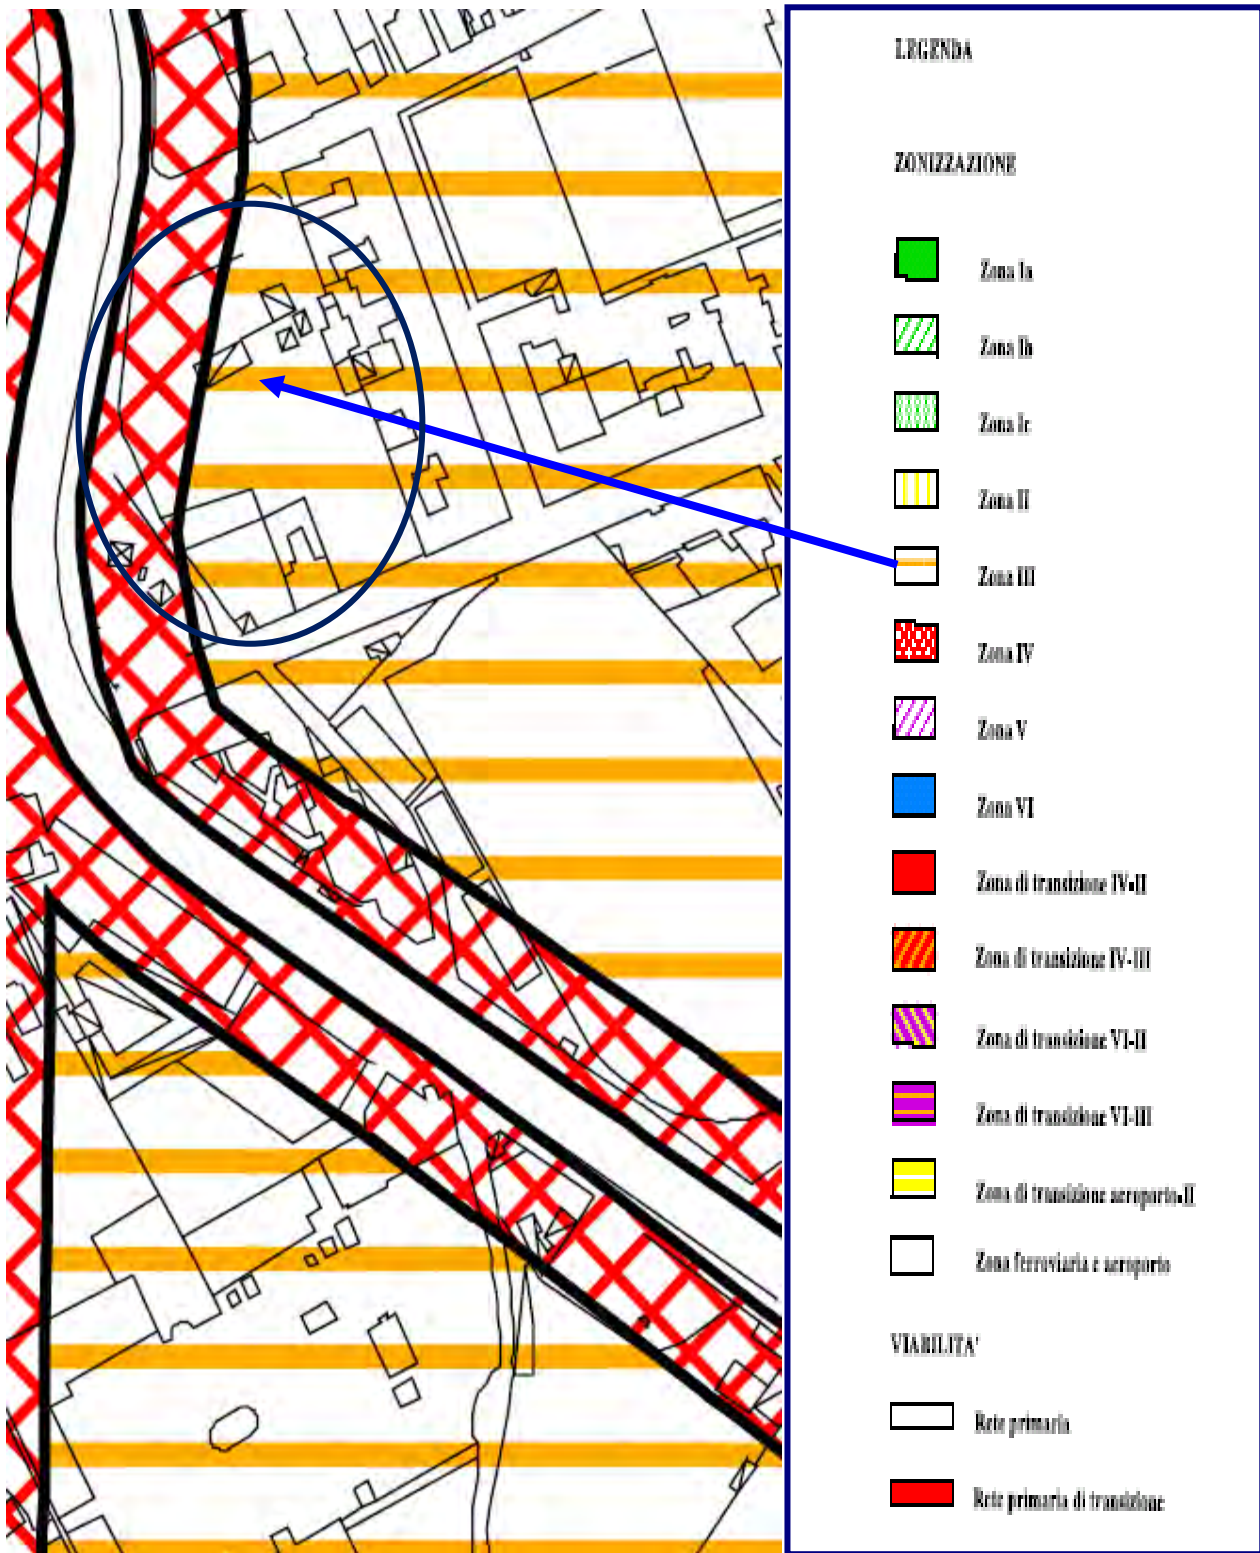 LEGENDA
ZONIZZAZIONE
Zona Ia
Zona Ib
Zona Ic
Zona II
Zona III
Zona IV
Zona V
Zona VI
Zona di transizione IV-II
Zona di transizione IV-III
Zona di transizione VI-II
Zona di transizione VI-III
Zona di transizione aeroporto-II
Zona ferroviaria e aeroporto
VIABILITA'
Rete primaria
Rete primaria di transizione